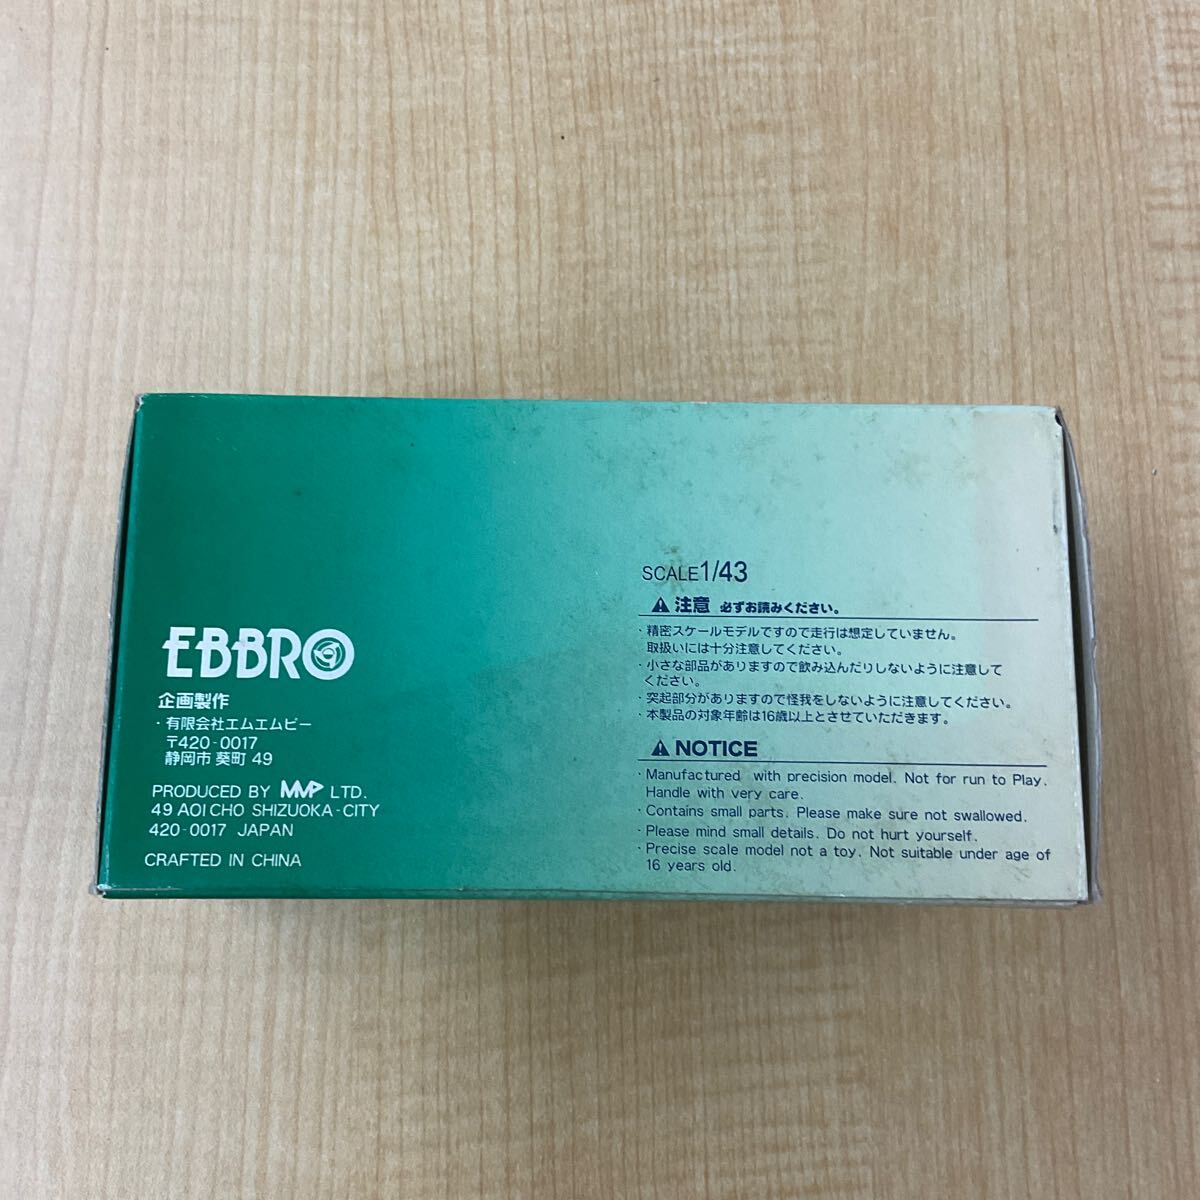 EBBRO
企画製作
・有限会社エムエムピー
〒420-0017
静岡市 葵町 49
PRODUCED BY MMP LTD.
49 AOI CHO SHIZUOKA-CITY
420-0017 JAPAN
CRAFTED IN CHINA
SCALE1/43
注意 必ずお読みください。
・精密スケールモデルですので走行は想定していません。
取扱いには十分注意してください。
・小さな部品がありますので飲み込んだりしないように注意して
ください。
・突起部分がありますので怪我をしないように注意してください。
・本製品の対象年齢は16歳以上とさせていただきます。
NOTICE
・Manufactured with precision model. Not for run to Play.
Handle with very care.
・Contains small parts. Please make sure not swallowed.
・Please mind small details. Do not hurt yourself.
・Precise scale model not a toy. Not suitable under age of
16 years old.